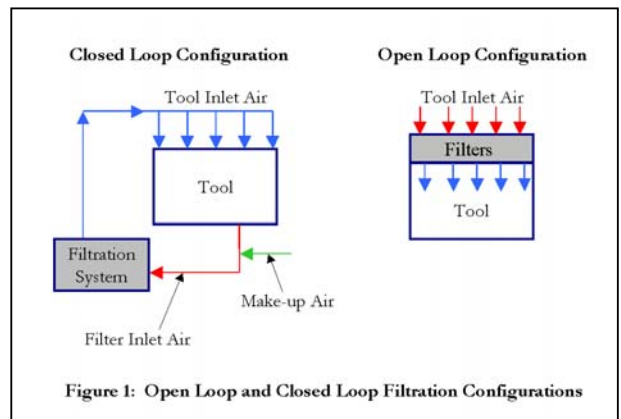 Closed Loop Configuration
Tool Inlet Air
Tool
Filtration
System
Make-up Air
Filter Inlet Air
Open Loop Configuration
Tool Inlet Air
Filters
Tool
Figure 1: Open Loop and Closed Loop Filtration Configurations